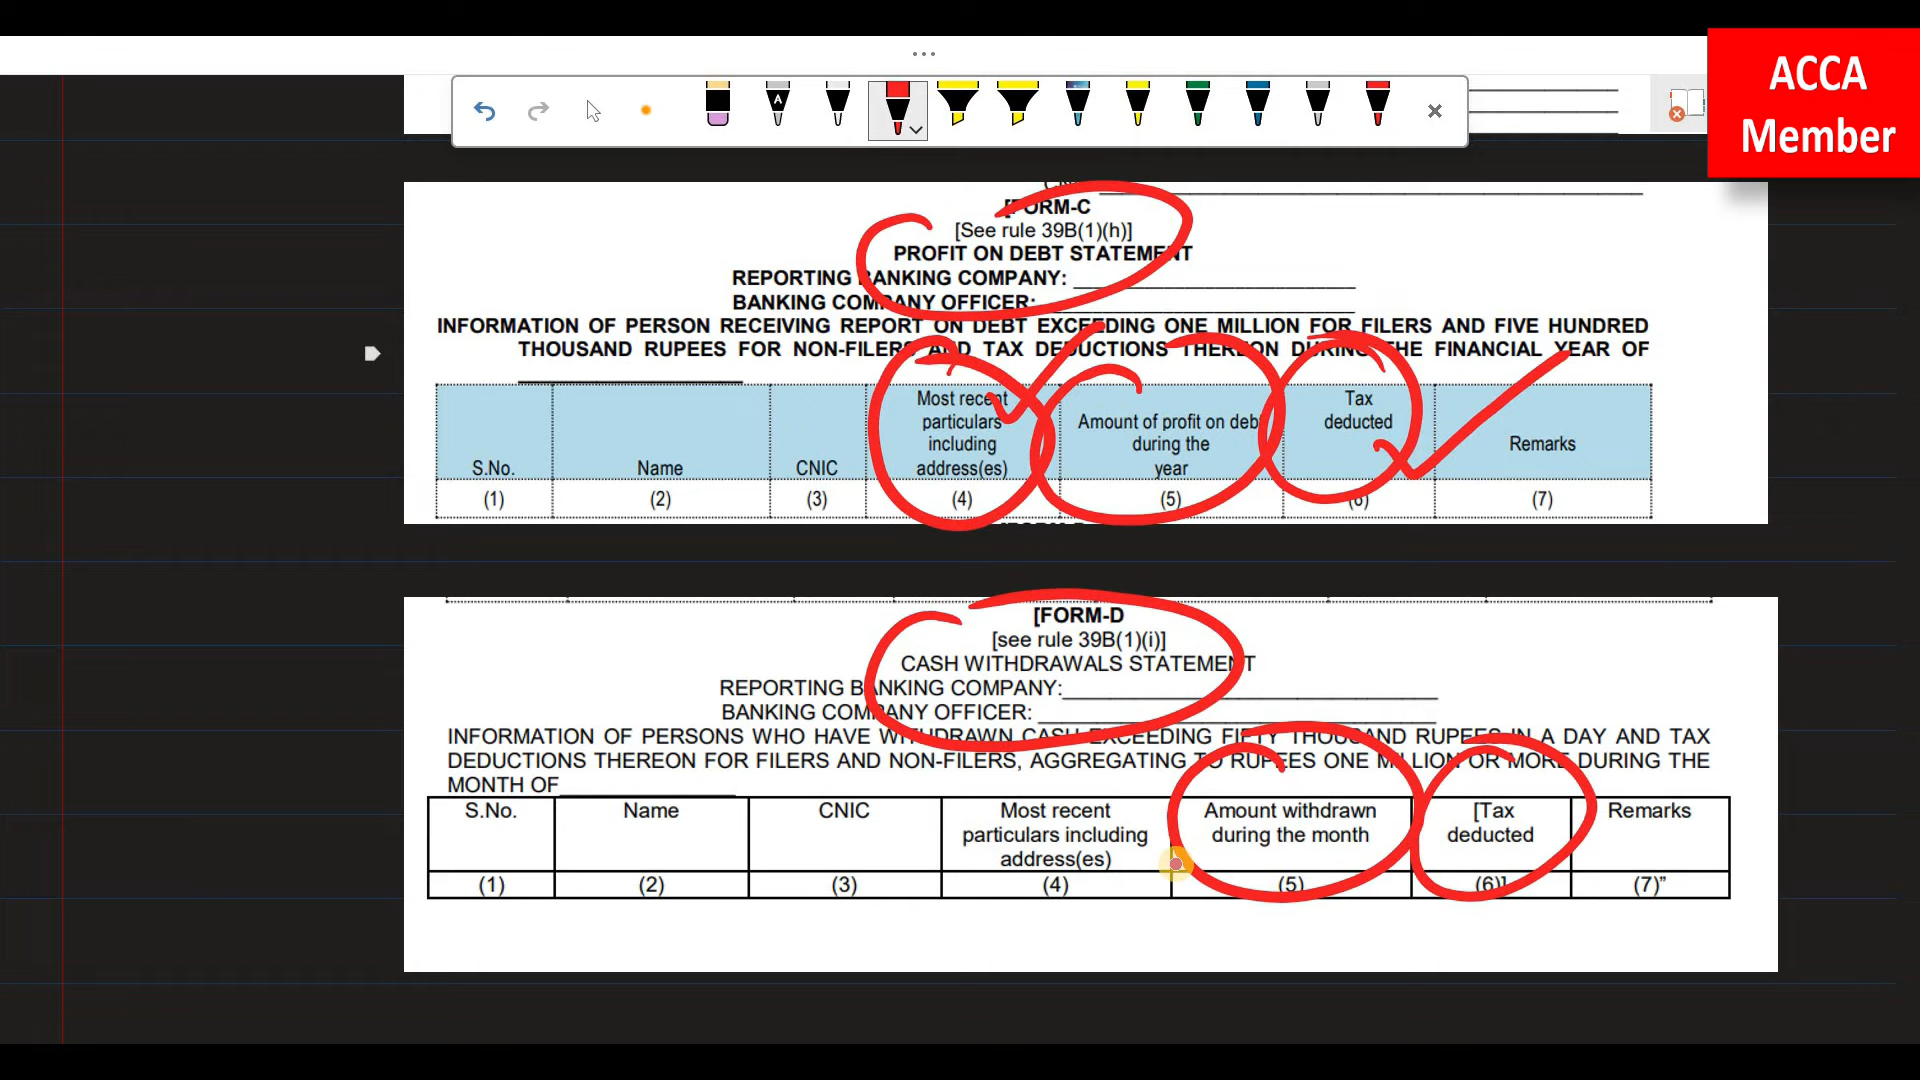 ACCA
Member
[FORM-C
[See rule 39B(1)(h)]
PROFIT ON DEBT STATEMENT
REPORTING BANKING COMPANY:
BANKING COMPANY OFFICER:
INFORMATION OF PERSON RECEIVING REPORT ON DEBT EXCEEDING ONE MILLION FOR FILERS AND FIVE HUNDRED
THOUSAND RUPEES FOR NON-FILERS AND TAX DEDUCTIONS THEREON DURING THE FINANCIAL YEAR OF
S.No. Name CNIC Most recent particulars including address(es) Amount of profit on debt during the year Tax deducted Remarks
(1) (2) (3) (4) (5) (6) (7)
[FORM-D
[see rule 39B(1)(i)]
CASH WITHDRAWALS STATEMENT
REPORTING BANKING COMPANY:
BANKING COMPANY OFFICER:
INFORMATION OF PERSONS WHO HAVE WITHDRAWN CASH EXCEEDING FIFTY THOUSAND RUPEES IN A DAY AND TAX
DEDUCTIONS THEREON FOR FILERS AND NON-FILERS, AGGREGATING TO RUPEES ONE MILLION OR MORE DURING THE
MONTH OF
S.No. Name CNIC Most recent particulars including address(es) Amount withdrawn during the month [Tax deducted Remarks
(1) (2) (3) (4) (5) (6)] (7)”